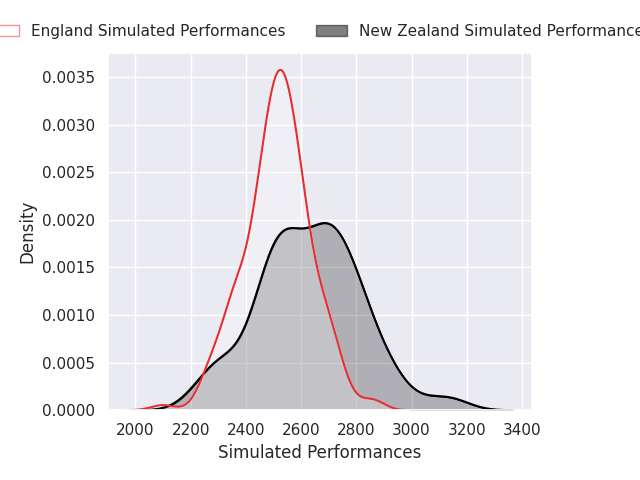 England Simulated Performances New Zealand Simulated Performance
0.0035
0.0030
0.0025
0.0020
0.0015
0.0010
0.0005
0.0000
Density
2000 2200 2400 2600 2800 3000 3200 3400
Simulated Performances